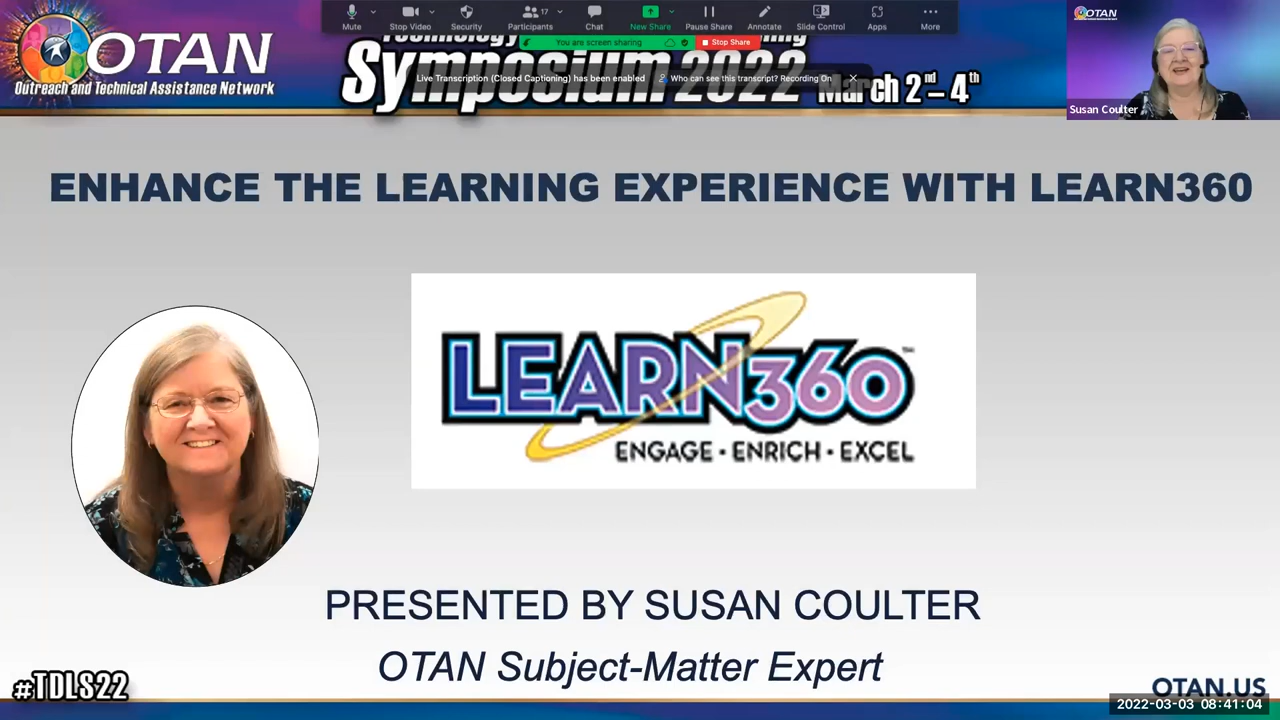 Mute
Stop Video
Security
Participants
17
Chat
New Share
Pause Share
Annotate
Slide Control
Apps
More
You are screen sharing
Stop Share
Live Transcription (Closed Captioning) has been enabled
Who can see this transcript? Recording On
OTAN
Outreach and Technical Assistance Network
Technology
Symposium 2022
March 2nd – 4th
OTAN
Susan Coulter
ENHANCE THE LEARNING EXPERIENCE WITH LEARN360
LEARN360™
ENGAGE • ENRICH • EXCEL
PRESENTED BY SUSAN COULTER
OTAN Subject-Matter Expert
#TDLS22
OTAN.US
2022-03-03 08:41:04